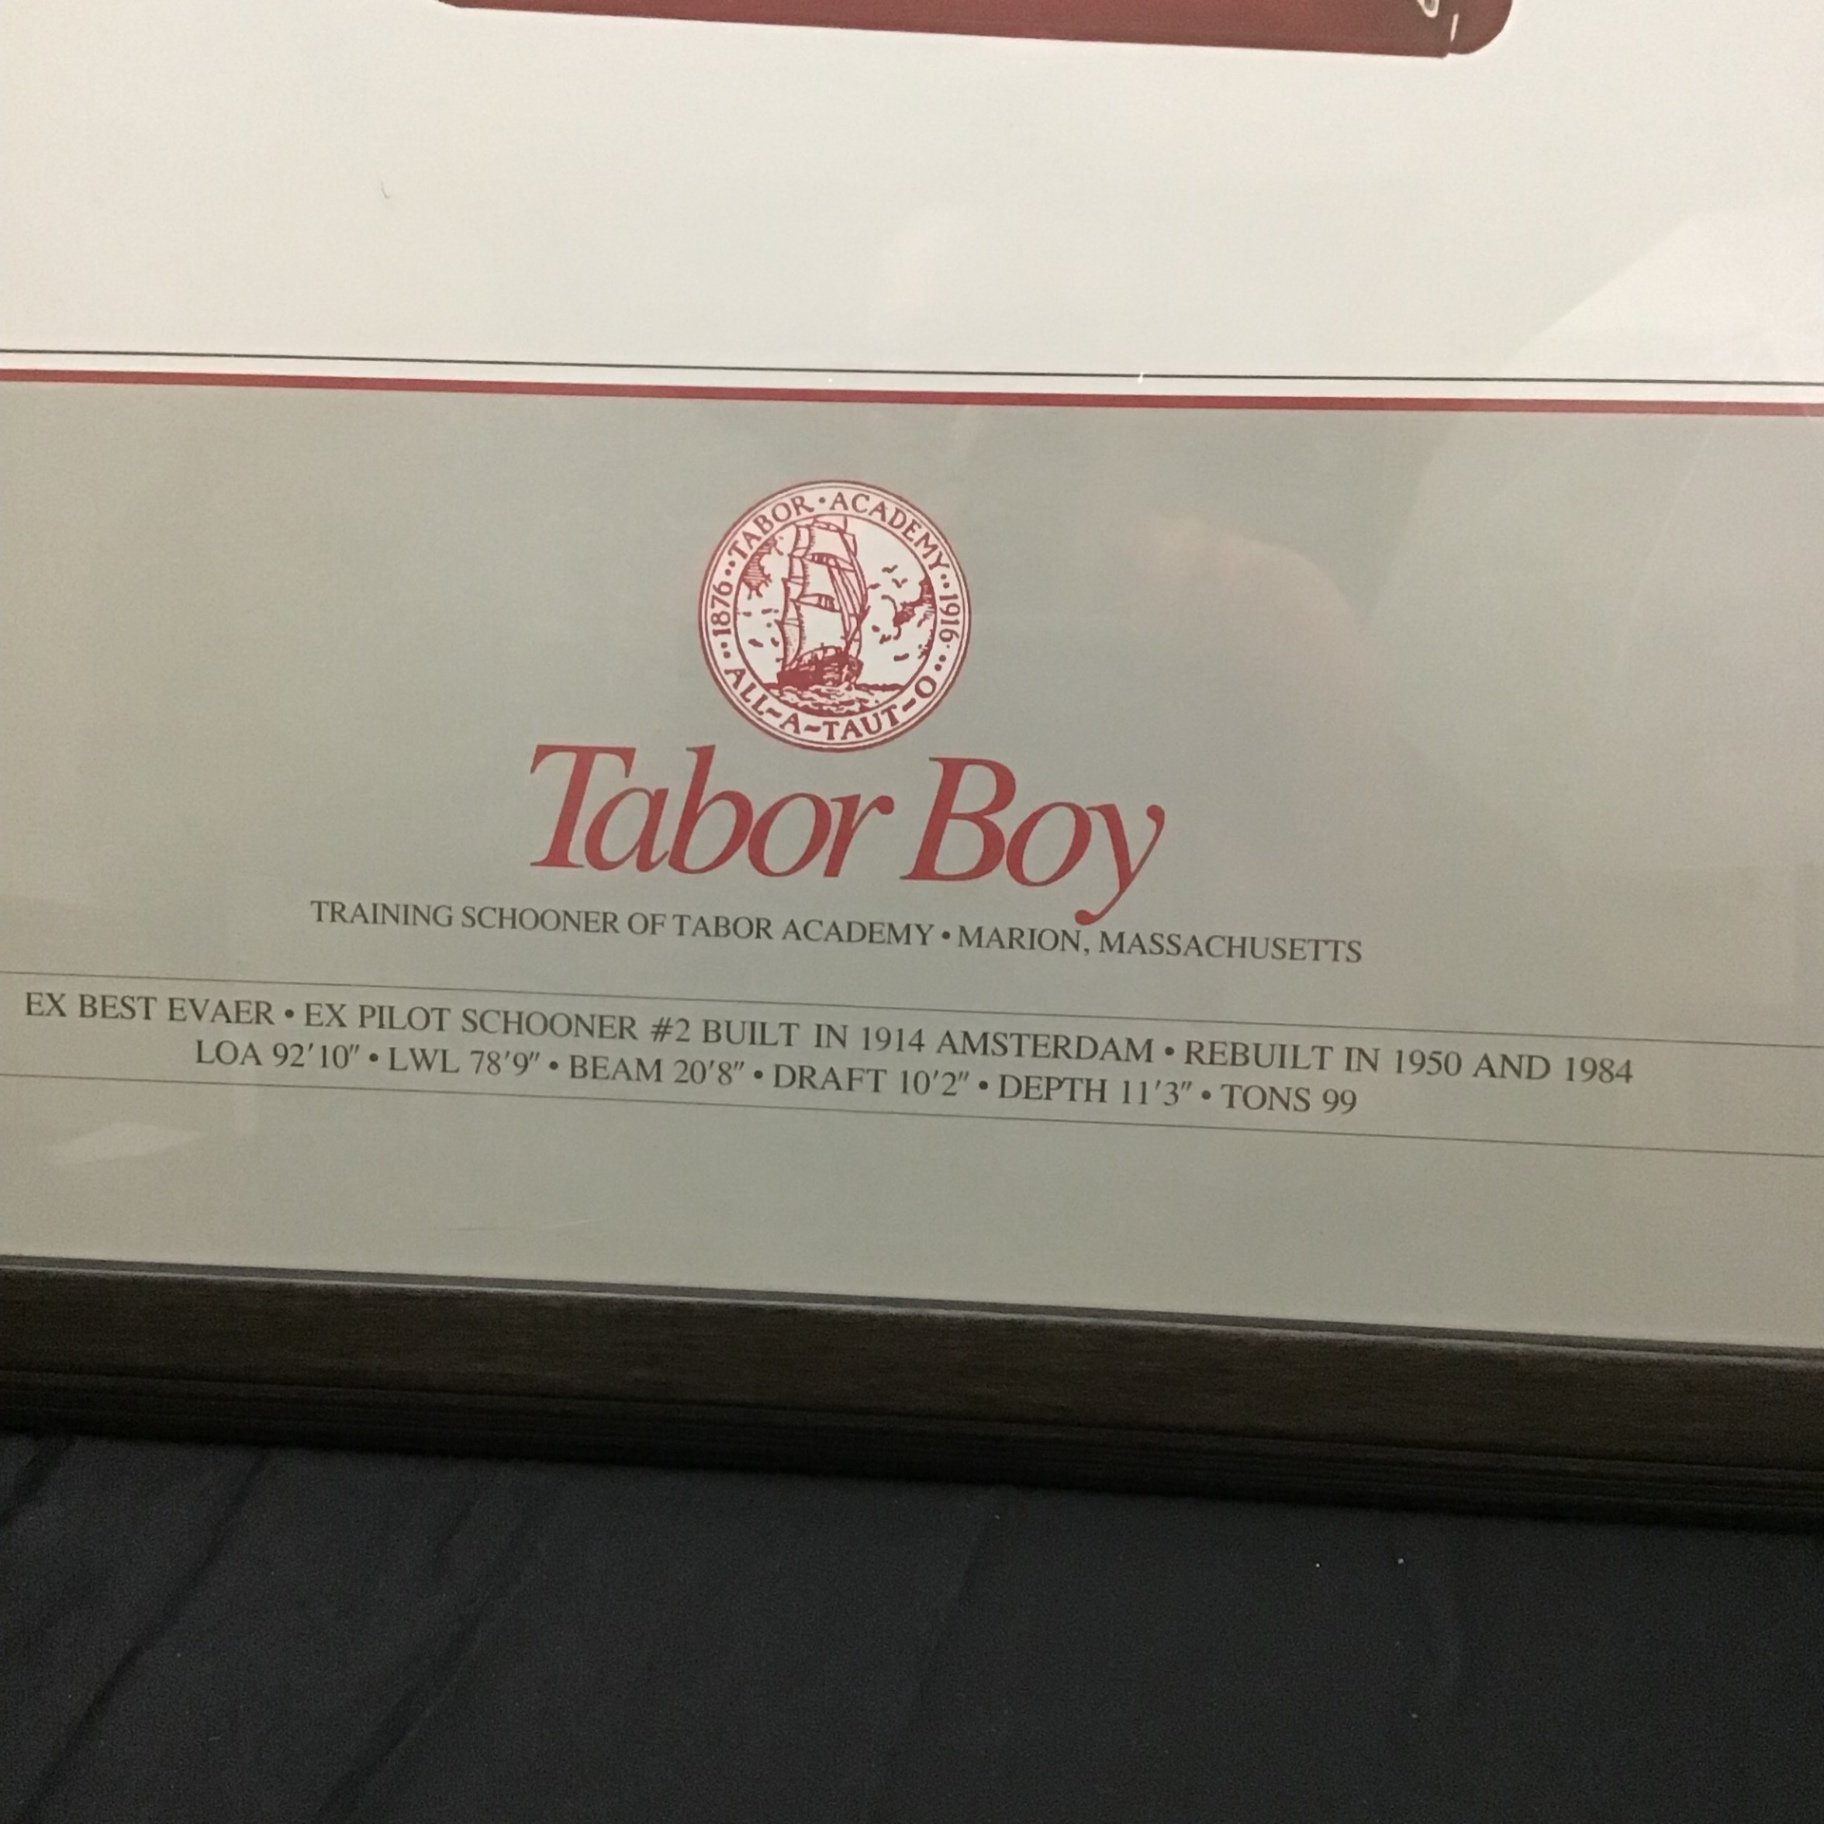 1876 · · TABOR · ACADEMY · · 1916 · · ALL-A-TAUT-O · ·
Tabor Boy
TRAINING SCHOONER OF TABOR ACADEMY • MARION, MASSACHUSETTS
EX BEST EVAER • EX PILOT SCHOONER #2 BUILT IN 1914 AMSTERDAM • REBUILT IN 1950 AND 1984
LOA 92'10" • LWL 78'9" • BEAM 20'8" • DRAFT 10'2" • DEPTH 11'3" • TONS 99